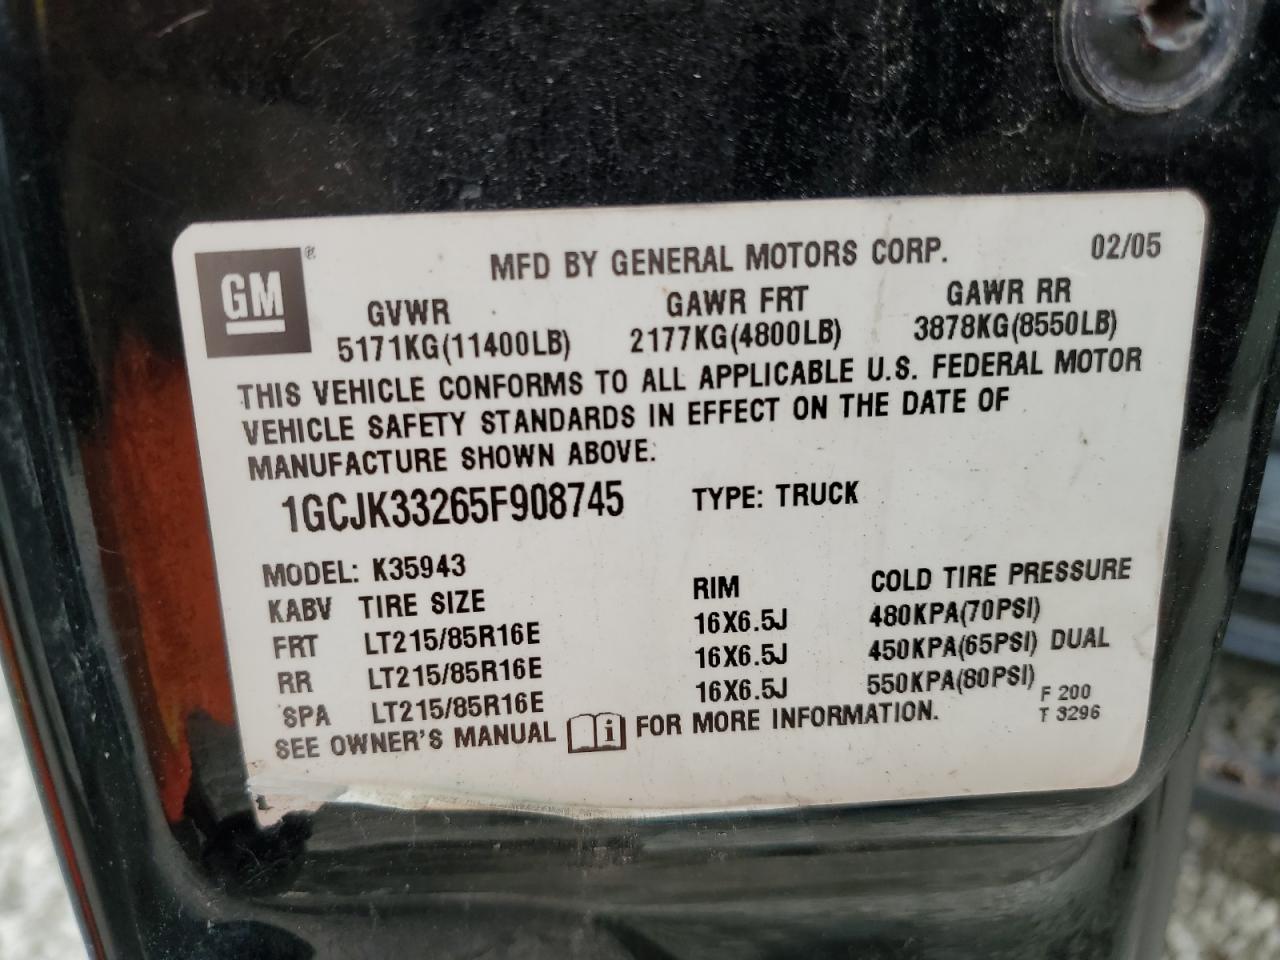 GM ®
MFD BY GENERAL MOTORS CORP. 02/05
GVWR GAWR FRT GAWR RR
5171KG(11400LB) 2177KG(4800LB) 3878KG(8550LB)
THIS VEHICLE CONFORMS TO ALL APPLICABLE U.S. FEDERAL MOTOR
VEHICLE SAFETY STANDARDS IN EFFECT ON THE DATE OF
MANUFACTURE SHOWN ABOVE.
1GCJK33265F908745 TYPE: TRUCK
MODEL: K35943
KABV TIRE SIZE RIM COLD TIRE PRESSURE
FRT LT215/85R16E 16X6.5J 480KPA(70PSI)
RR LT215/85R16E 16X6.5J 450KPA(65PSI) DUAL
SPA LT215/85R16E 16X6.5J 550KPA(80PSI)
SEE OWNER'S MANUAL i FOR MORE INFORMATION.
F 200
T 3296